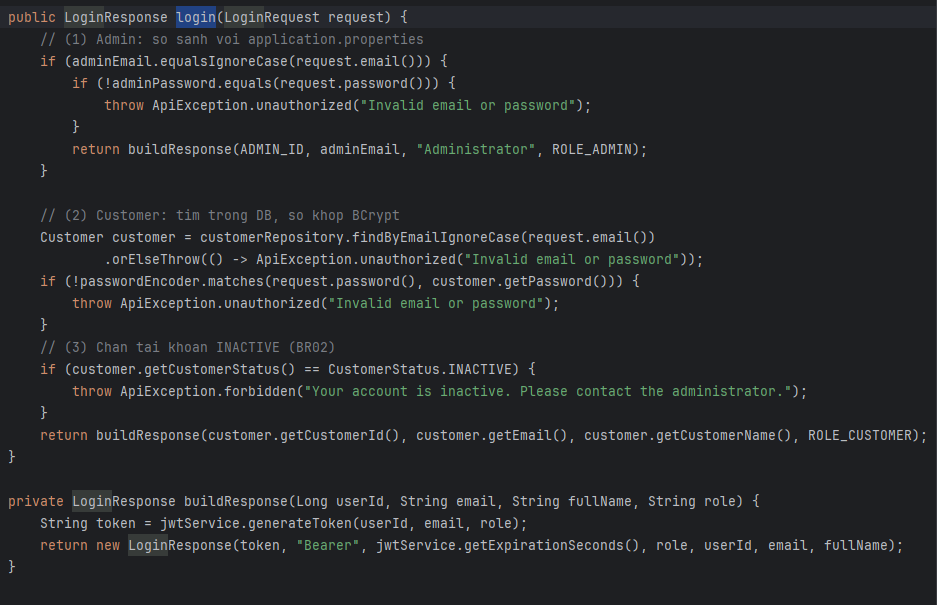 public LoginResponse login(LoginRequest request) {
    // (1) Admin: so sanh voi application.properties
    if (adminEmail.equalsIgnoreCase(request.email())) {
        if (!adminPassword.equals(request.password())) {
            throw ApiException.unauthorized("Invalid email or password");
        }
        return buildResponse(ADMIN_ID, adminEmail, "Administrator", ROLE_ADMIN);
    }

    // (2) Customer: tim trong DB, so khop BCrypt
    Customer customer = customerRepository.findByEmailIgnoreCase(request.email())
            .orElseThrow(() -> ApiException.unauthorized("Invalid email or password"));
    if (!passwordEncoder.matches(request.password(), customer.getPassword())) {
        throw ApiException.unauthorized("Invalid email or password");
    }
    // (3) Chan tai khoan INACTIVE (BR02)
    if (customer.getCustomerStatus() == CustomerStatus.INACTIVE) {
        throw ApiException.forbidden("Your account is inactive. Please contact the administrator.");
    }
    return buildResponse(customer.getCustomerId(), customer.getEmail(), customer.getCustomerName(), ROLE_CUSTOMER);
}

private LoginResponse buildResponse(Long userId, String email, String fullName, String role) {
    String token = jwtService.generateToken(userId, email, role);
    return new LoginResponse(token, "Bearer", jwtService.getExpirationSeconds(), role, userId, email, fullName);
}